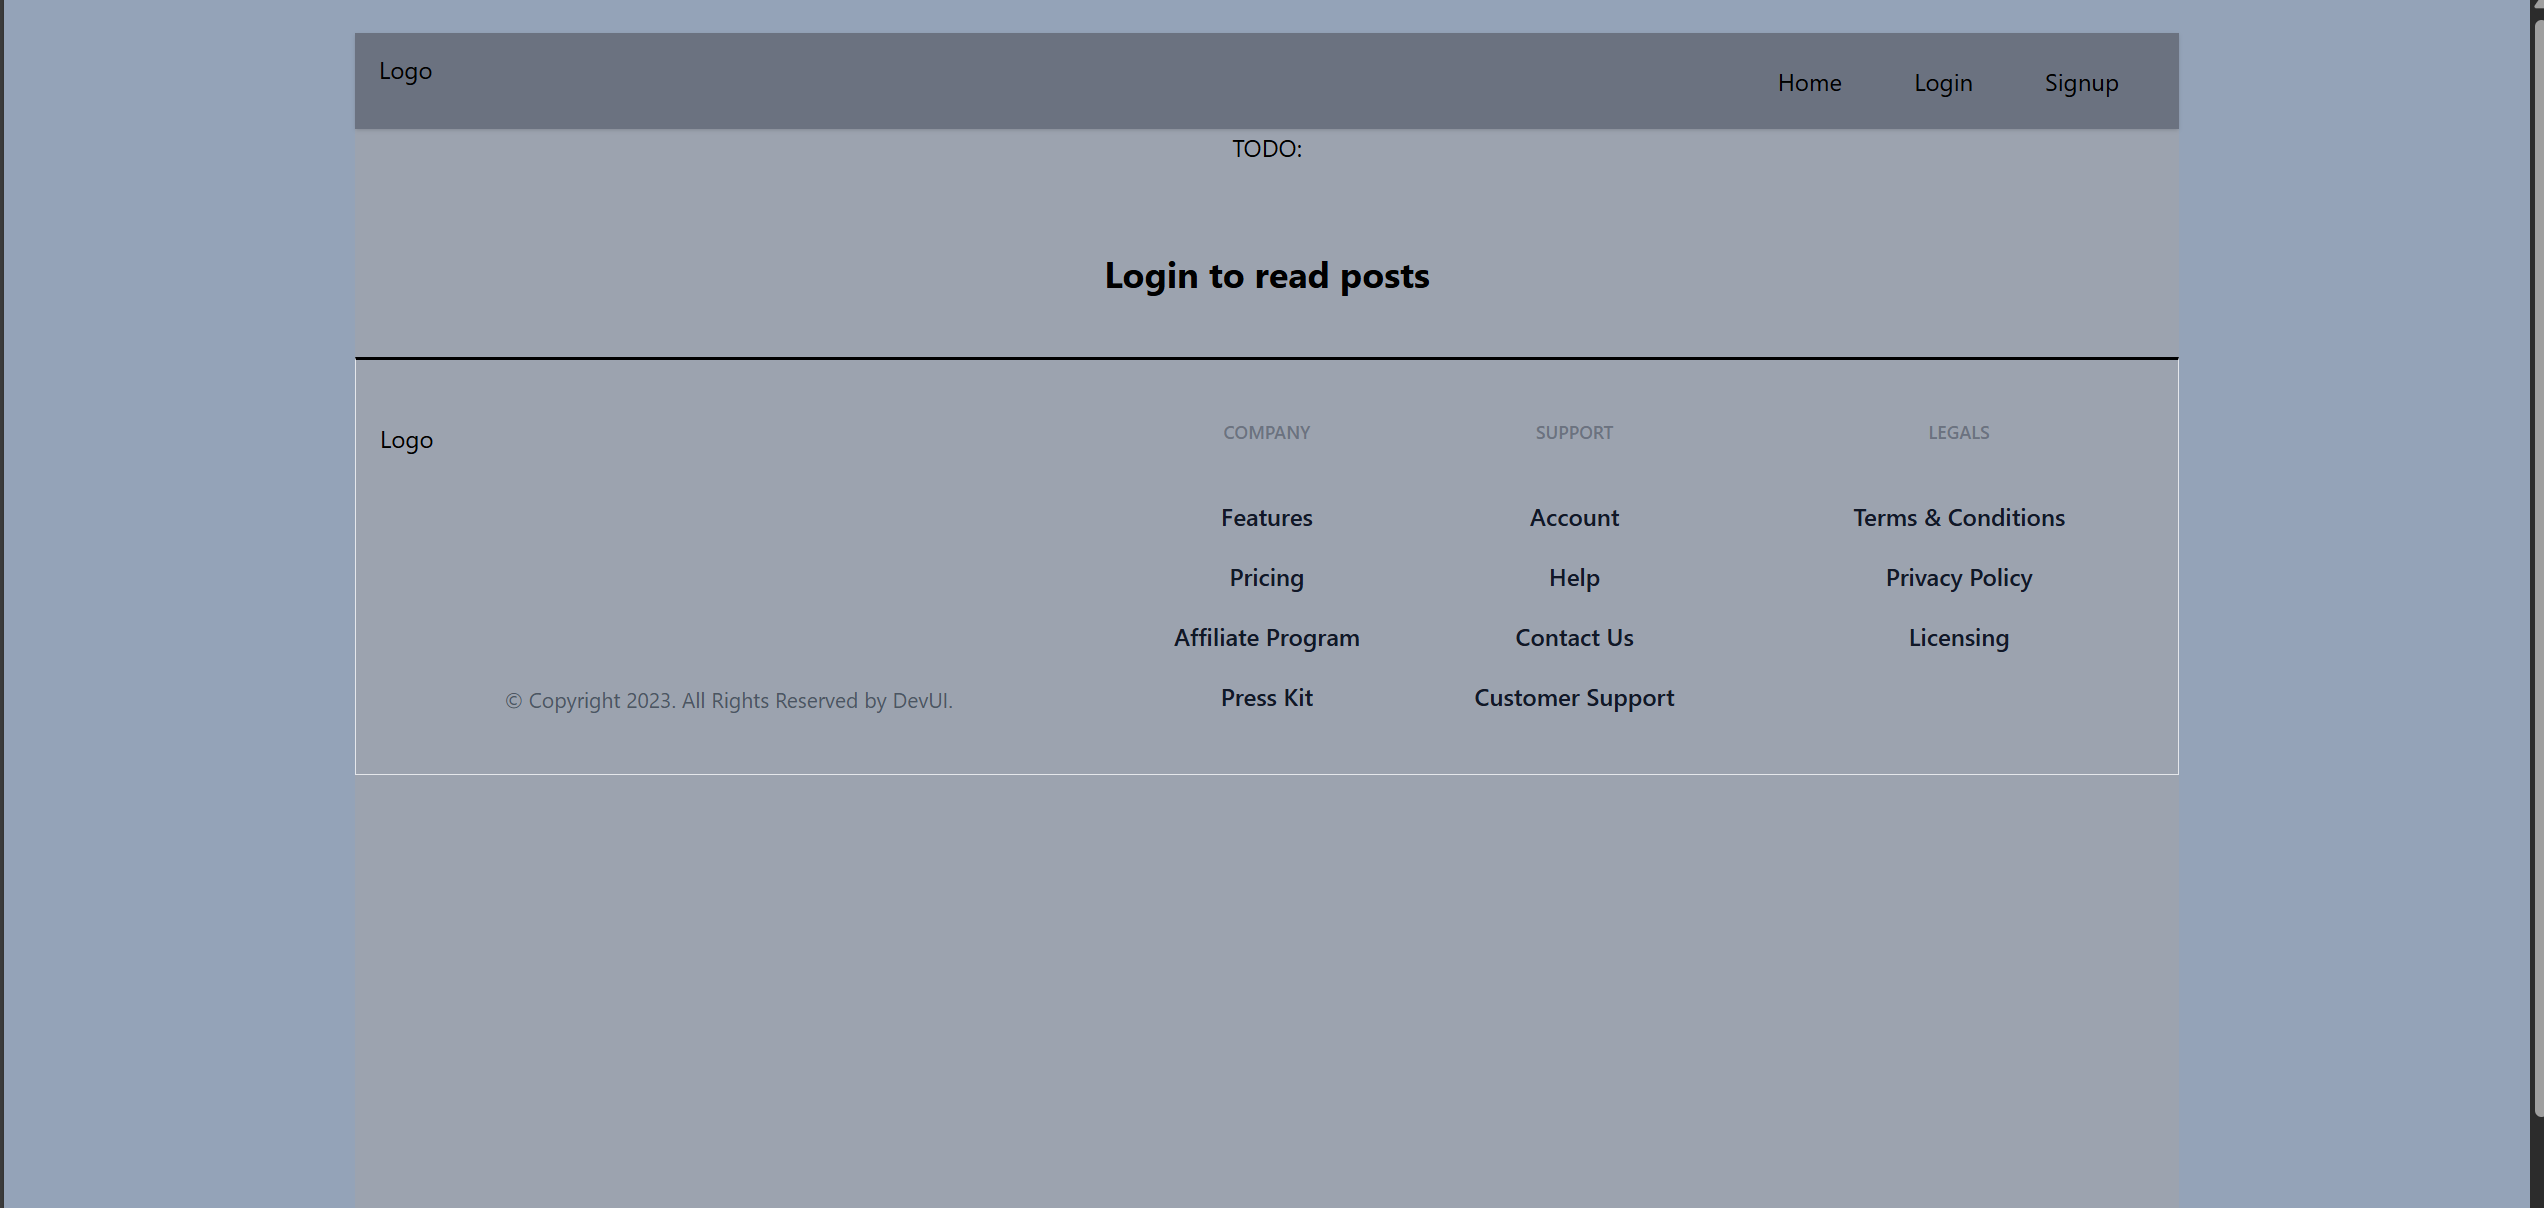 Logo
Home Login Signup
TODO:
Login to read posts
Logo
© Copyright 2023. All Rights Reserved by DevUI.
COMPANY
Features
Pricing
Affiliate Program
Press Kit
SUPPORT
Account
Help
Contact Us
Customer Support
LEGALS
Terms & Conditions
Privacy Policy
Licensing